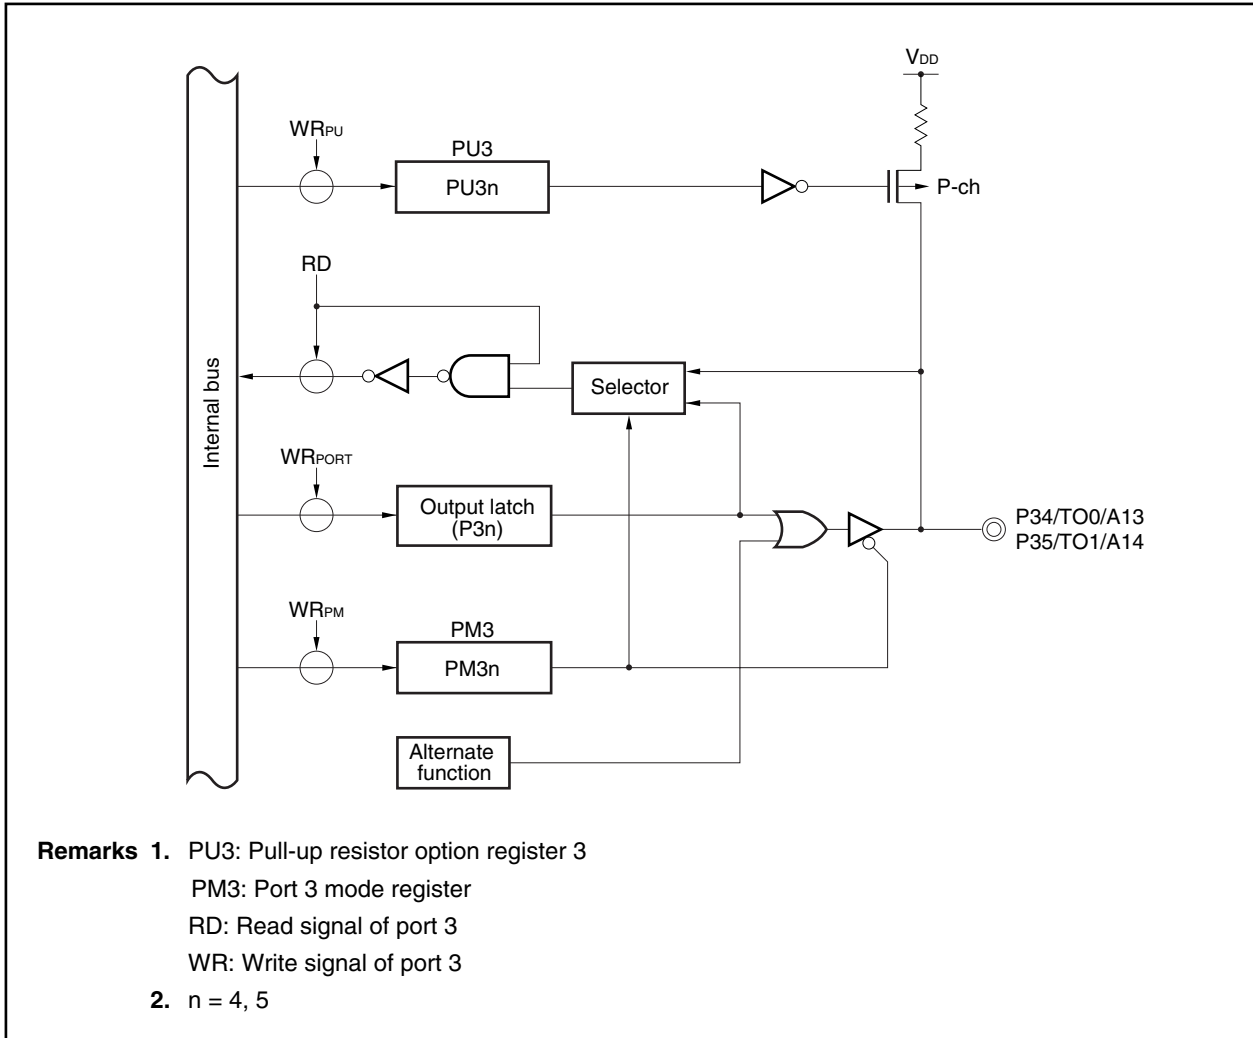 VDD
WRPU
PU3
PU3n
P-ch
RD
Internal bus
Selector
WRPORT
Output latch
(P3n)
P34/TO0/A13
P35/TO1/A14
WRPM
PM3
PM3n
Alternate
function
Remarks 1. PU3: Pull-up resistor option register 3
PM3: Port 3 mode register
RD: Read signal of port 3
WR: Write signal of port 3
2. n = 4, 5